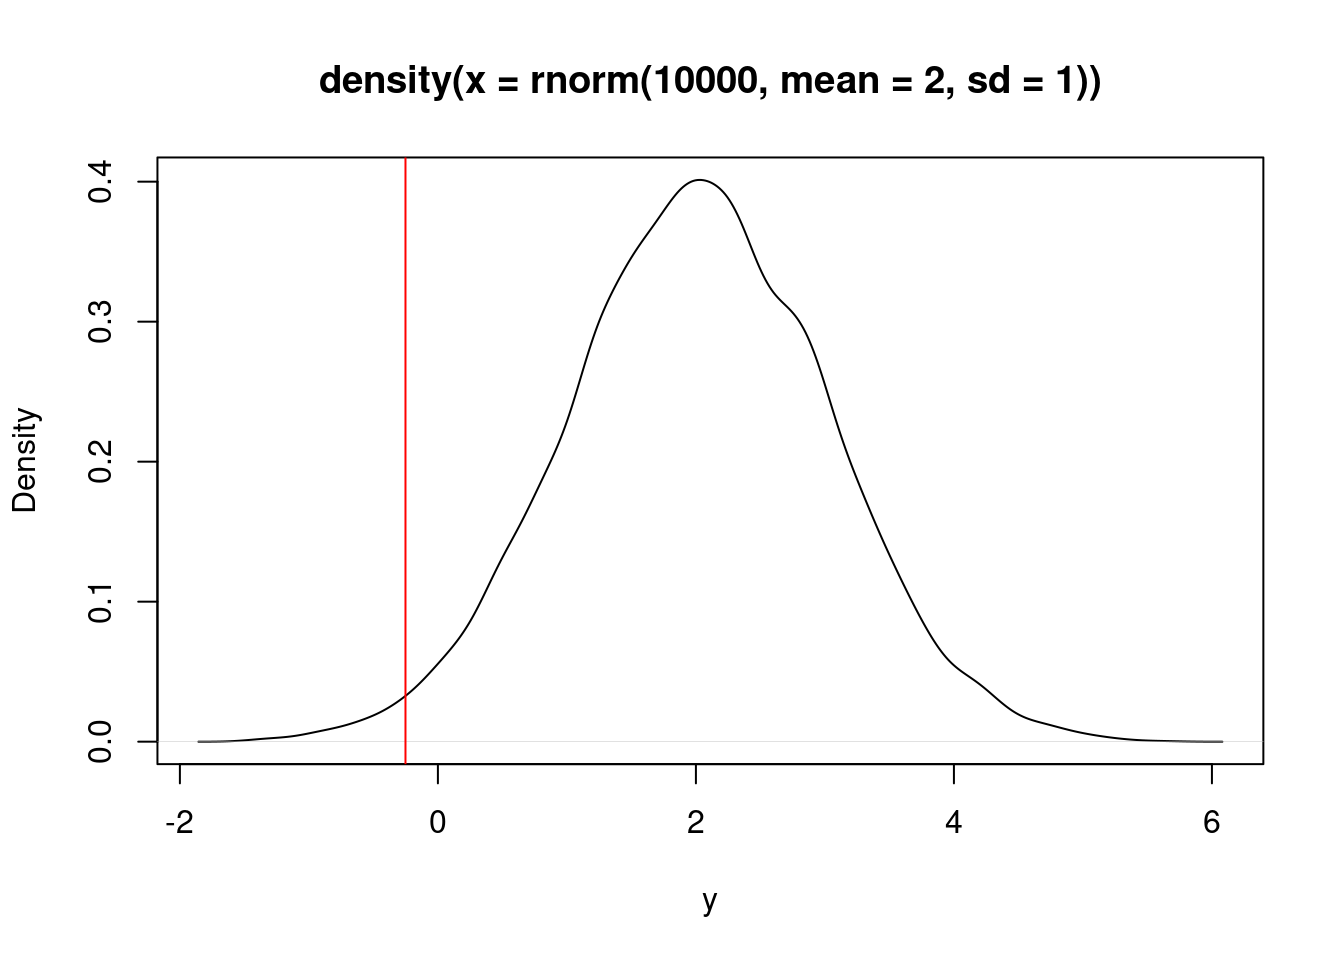 density(x = rnorm(10000, mean = 2, sd = 1))
Density
0.4
0.3
0.2
0.1
0.0
-2 0 2 4 6
y